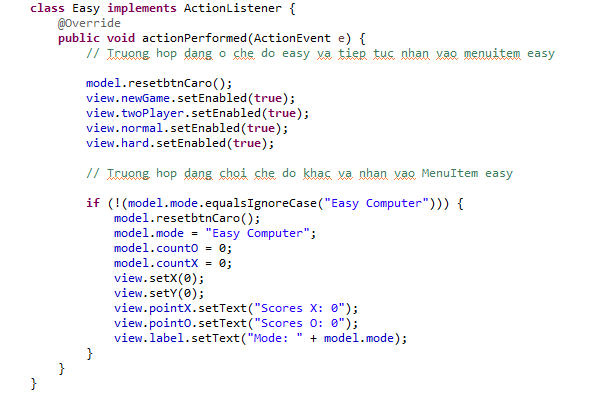 class Easy implements ActionListener {
@Override
public void actionPerformed(ActionEvent e) {
// Truong hop dang o che do easy va tiep tuc nhan vao menuitem easy
model.resetbtnCaro();
view.newGame.setEnabled(true);
view.twoPlayer.setEnabled(true);
view.normal.setEnabled(true);
view.hard.setEnabled(true);
// Truong hop dang choi che do khac va nhan vao MenuItem easy
if (!(model.mode.equalsIgnoreCase("Easy Computer"))) {
model.resetbtnCaro();
model.mode = "Easy Computer";
model.countO = 0;
model.countX = 0;
view.setX(0);
view.setY(0);
view.pointX.setText("Scores X: 0");
view.pointO.setText("Scores O: 0");
view.label.setText("Mode: " + model.mode);
}
}
}